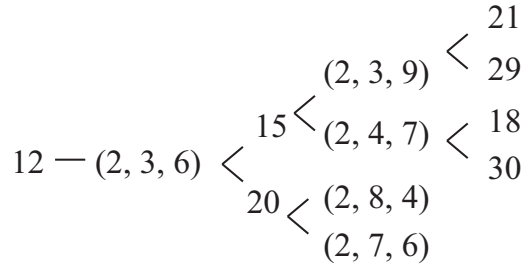 21
(2, 3, 9)
29
15
(2, 4, 7)
18
12 — (2, 3, 6)
30
20
(2, 8, 4)
(2, 7, 6)